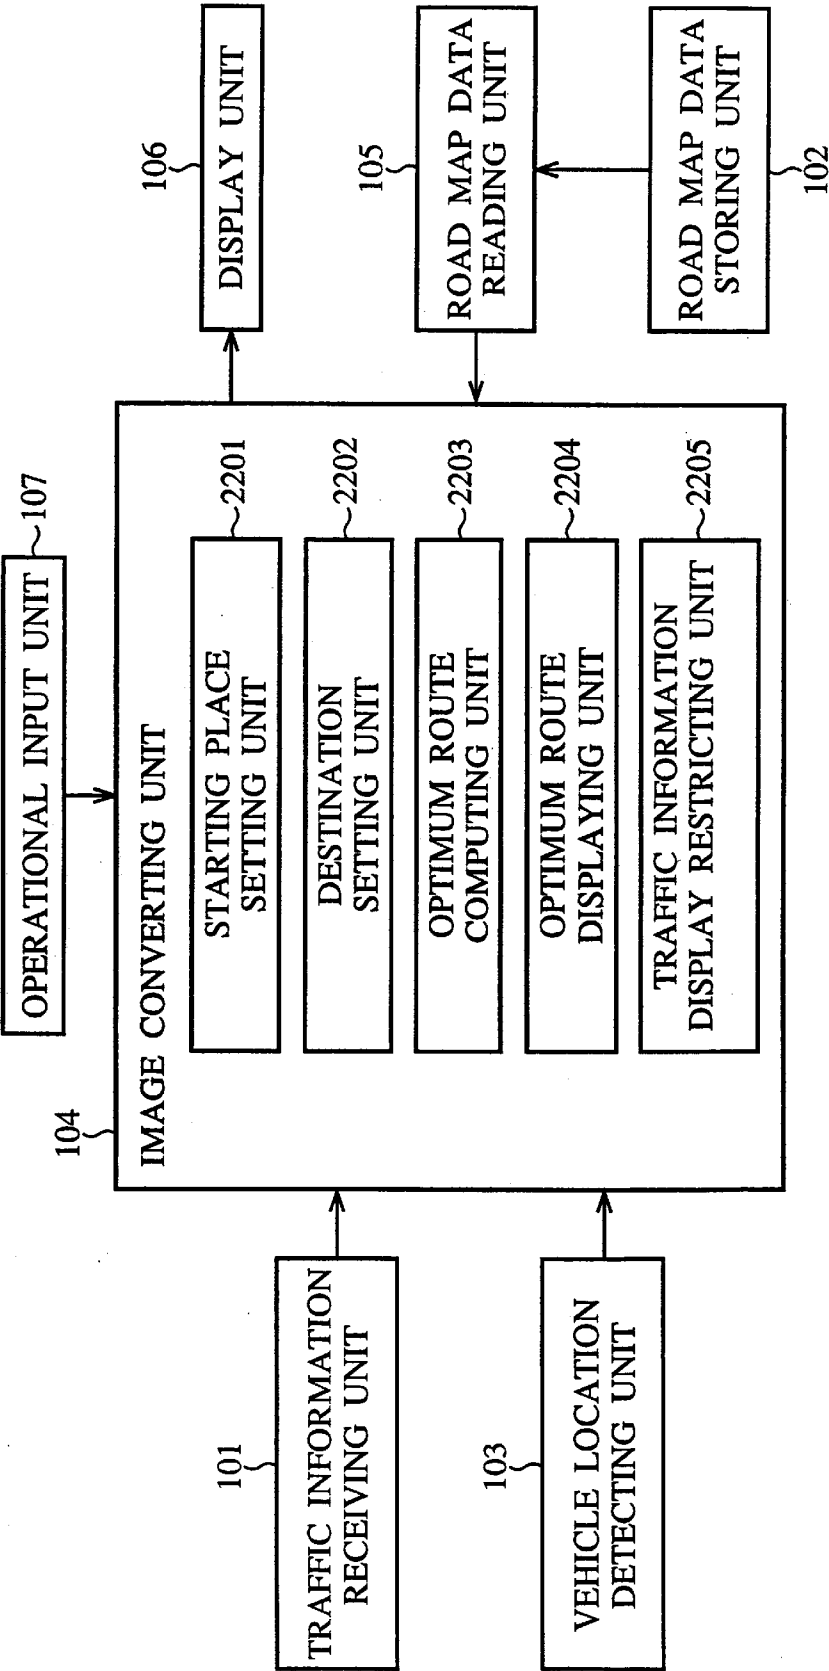 OPERATIONAL INPUT UNIT
107
104
IMAGE CONVERTING UNIT
STARTING PLACE
SETTING UNIT
2201
DESTINATION
SETTING UNIT
2202
OPTIMUM ROUTE
COMPUTING UNIT
2203
OPTIMUM ROUTE
DISPLAYING UNIT
2204
TRAFFIC INFORMATION
DISPLAY RESTRICTING UNIT
2205
101
TRAFFIC INFORMATION
RECEIVING UNIT
103
VEHICLE LOCATION
DETECTING UNIT
106
DISPLAY UNIT
105
ROAD MAP DATA
READING UNIT
ROAD MAP DATA
STORING UNIT
102